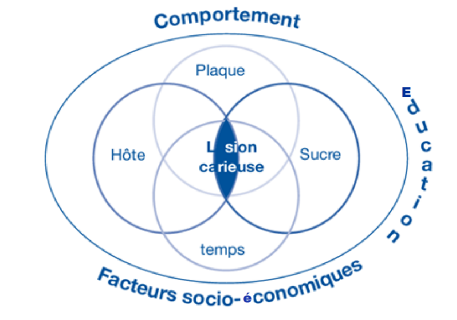 Comportement
Plaque
Education
Hôte
Lésion
carieuse
Sucre
temps
Facteurs socio-économiques